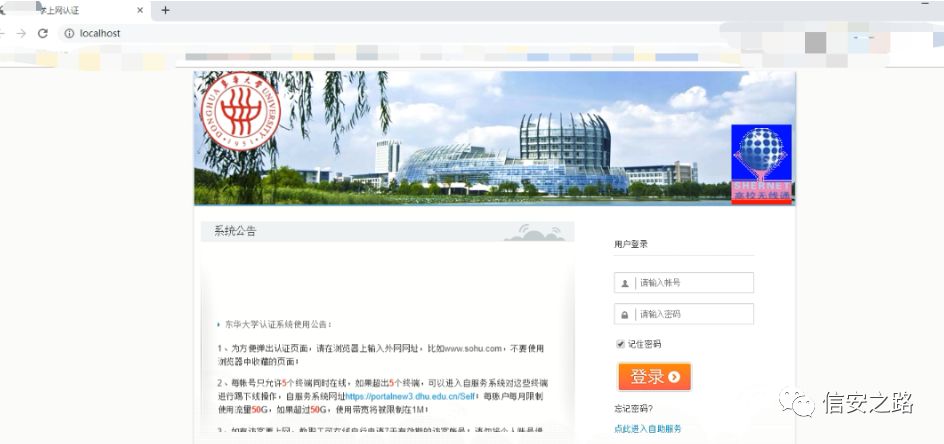 学上网认证
localhost
DONGHUA UNIVERSITY
1951
SHERNET
高校无线通
系统公告
用户登录
请输入帐号
请输入密码
记住密码
登录
忘记密码?
点此进入自助服务
东华大学认证系统使用公告：
1、为方便弹出认证页面，请在浏览器上输入外网网址，比如www.sohu.com，不要使用
浏览器中收藏的页面；
2、每帐号只允许5个终端同时在线，如果超出5个终端，可以进入自服务系统对这些终端
进行踢下线操作，自服务系统网址https://portalnew3.dhu.edu.cn/Self；每账户每月限制
使用流量50G，如果超过50G，使用带宽将被限制在1M；
信安之路